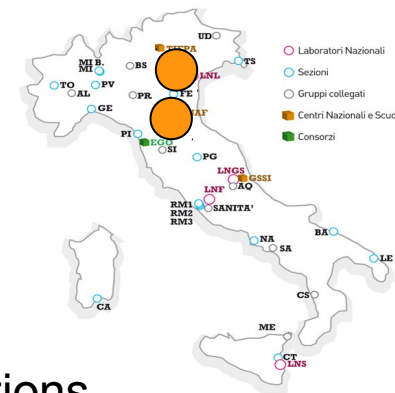 UD
TIFPA
MI B.
MI
BS
TS
LNL
TO
AL
PV
PR
FE
GE
PI
EGO
SI
PG
LNGS
GSSI
AQ
LNF
RM1
RM2
RM3
SANITA'
NA
SA
BA
LE
CA
CS
ME
CT
LNS
Laboratori Nazionali
Sezioni
Gruppi collegati
Centri Nazionali e Scuo
Consorzi
tions